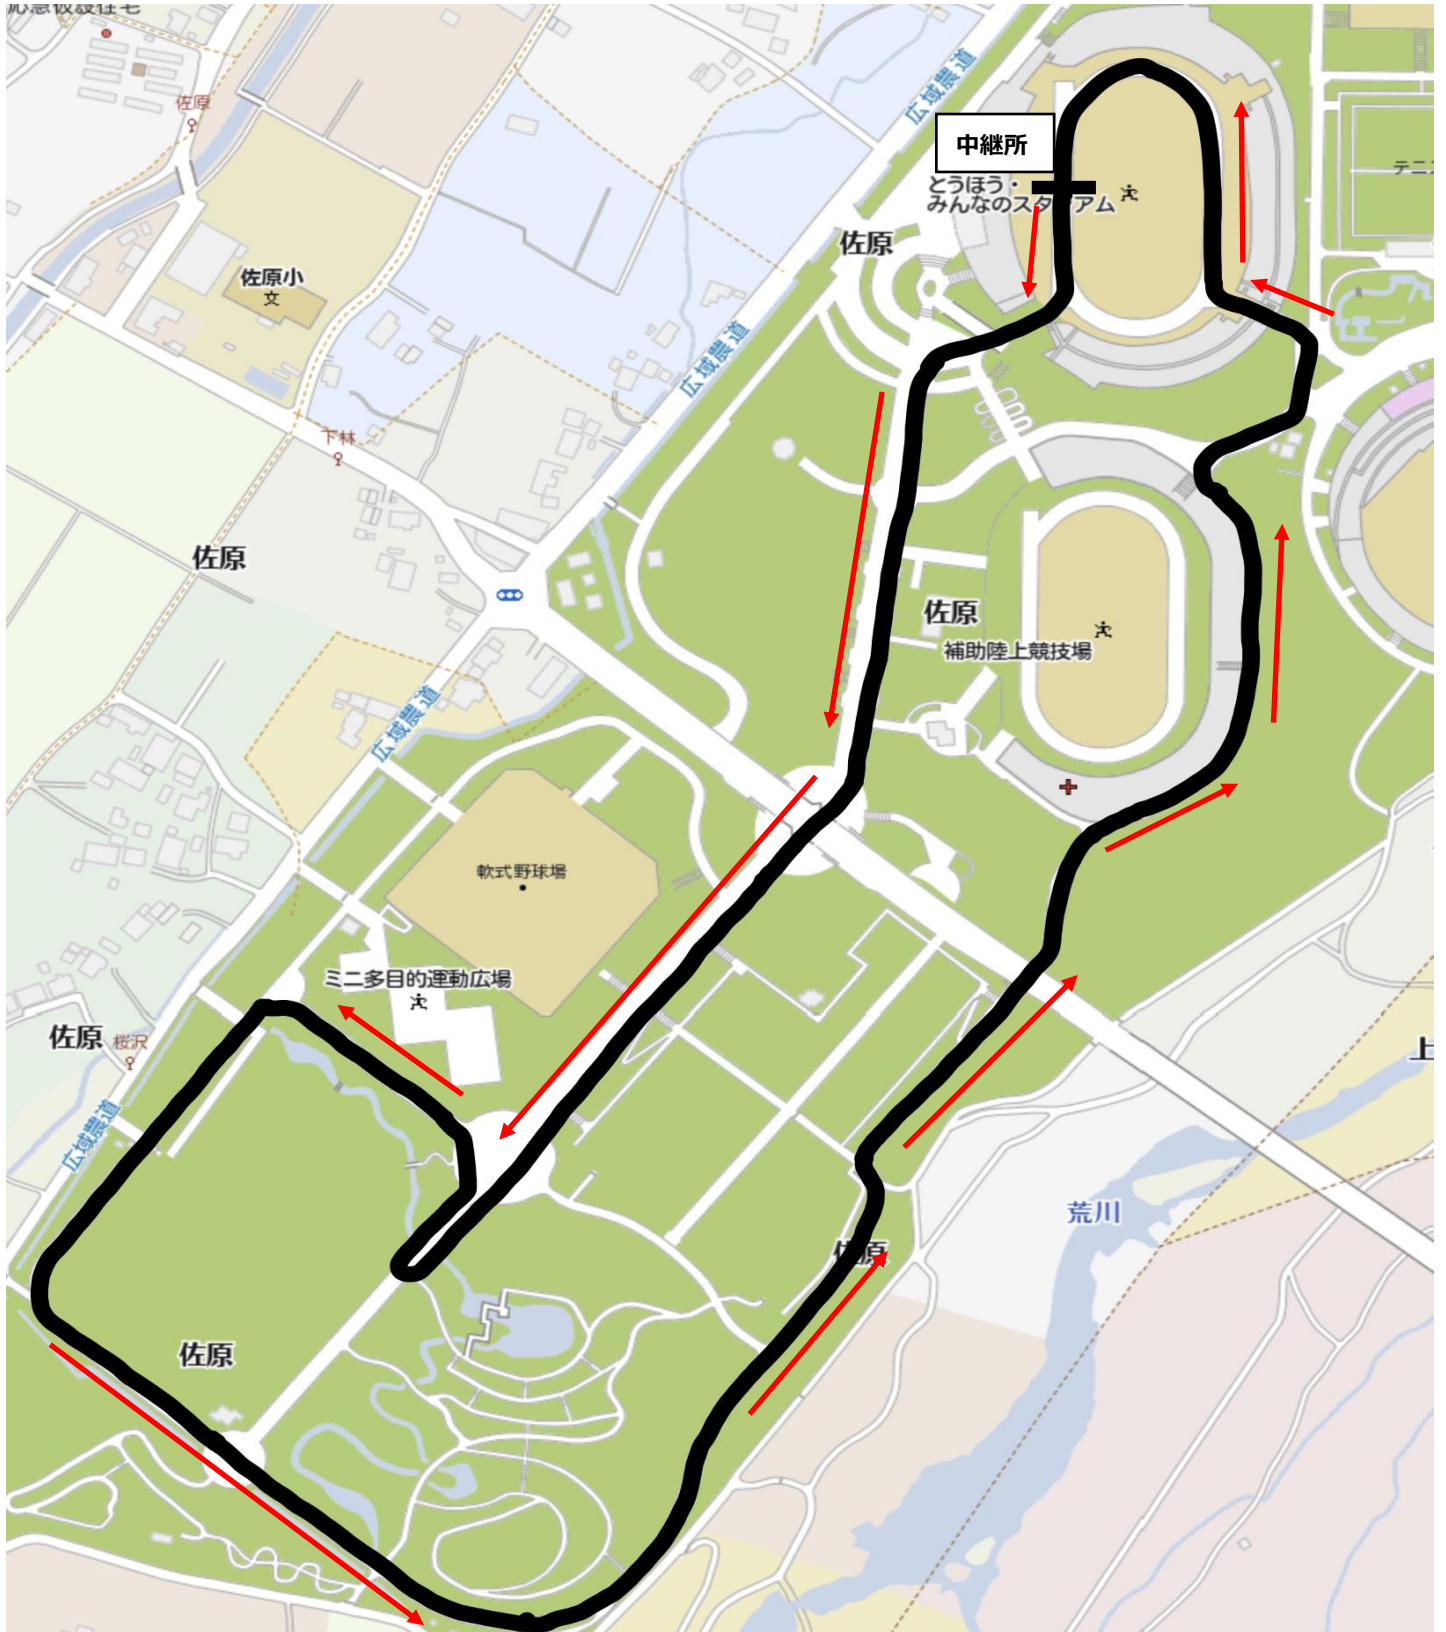 佐原
広域農道
中継所
とうほう・
みんなのスタジアム
テニス
佐原
佐原小
文
広域農道
下林
佐原
佐原
補助陸上競技場
広域農道
軟式野球場
ミニ多目的運動広場
佐原
桜沢
上
広域農道
荒川
佐原
佐原